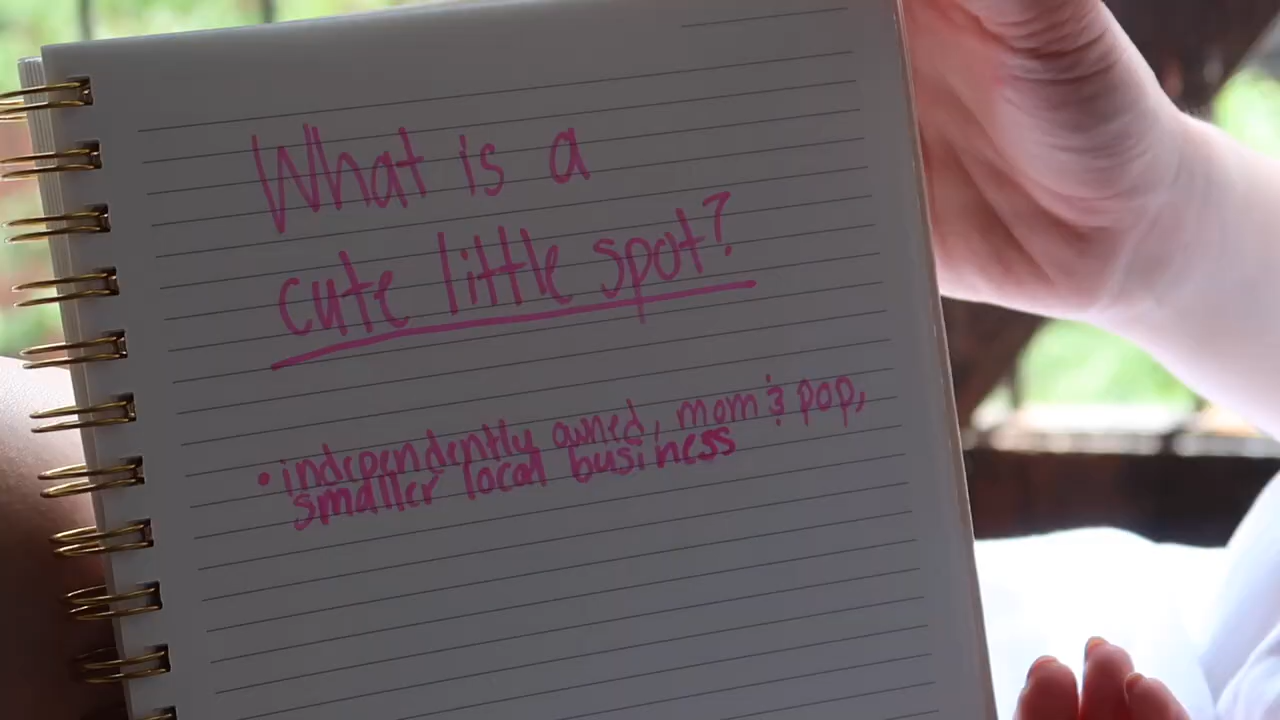 What is a
cute little spot?
• independently owned, mom & pop,
smaller local business